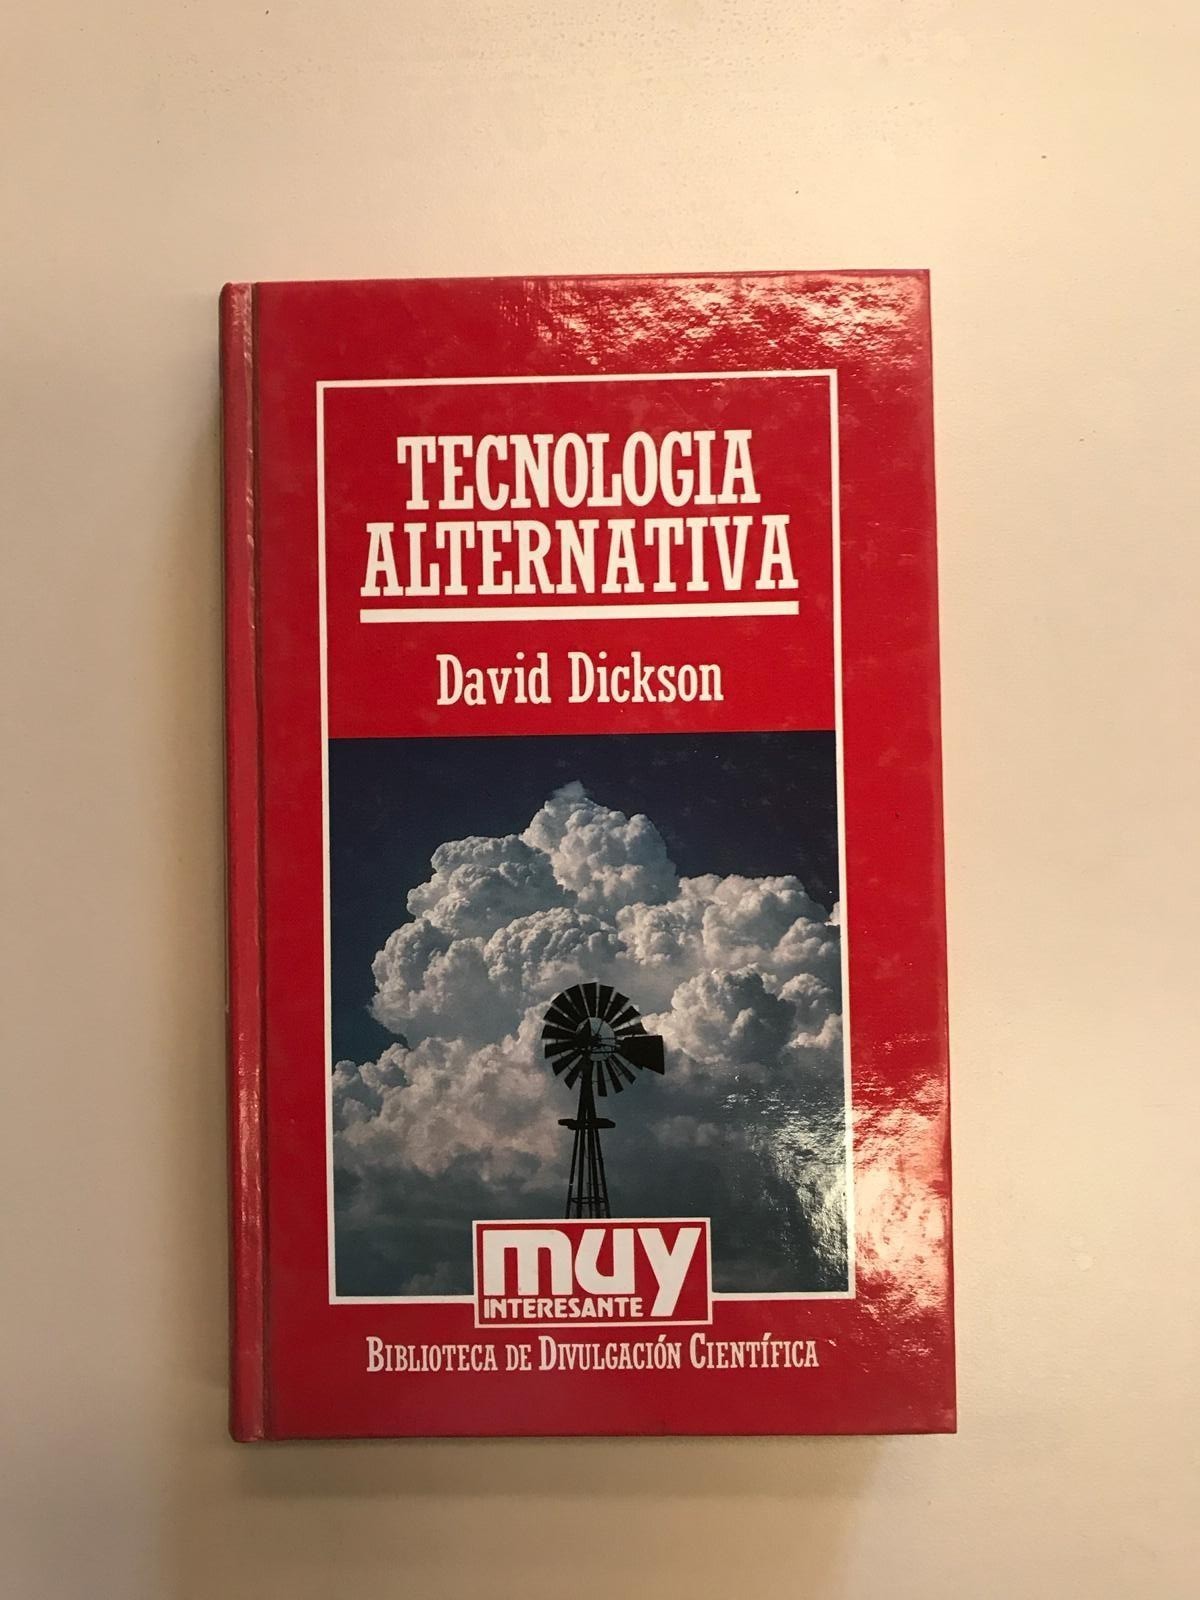 TECNOLOGIA
ALTERNATIVA
David Dickson
muy
INTERESANTE
BIBLIOTECA DE DIVULGACIÓN CIENTÍFICA